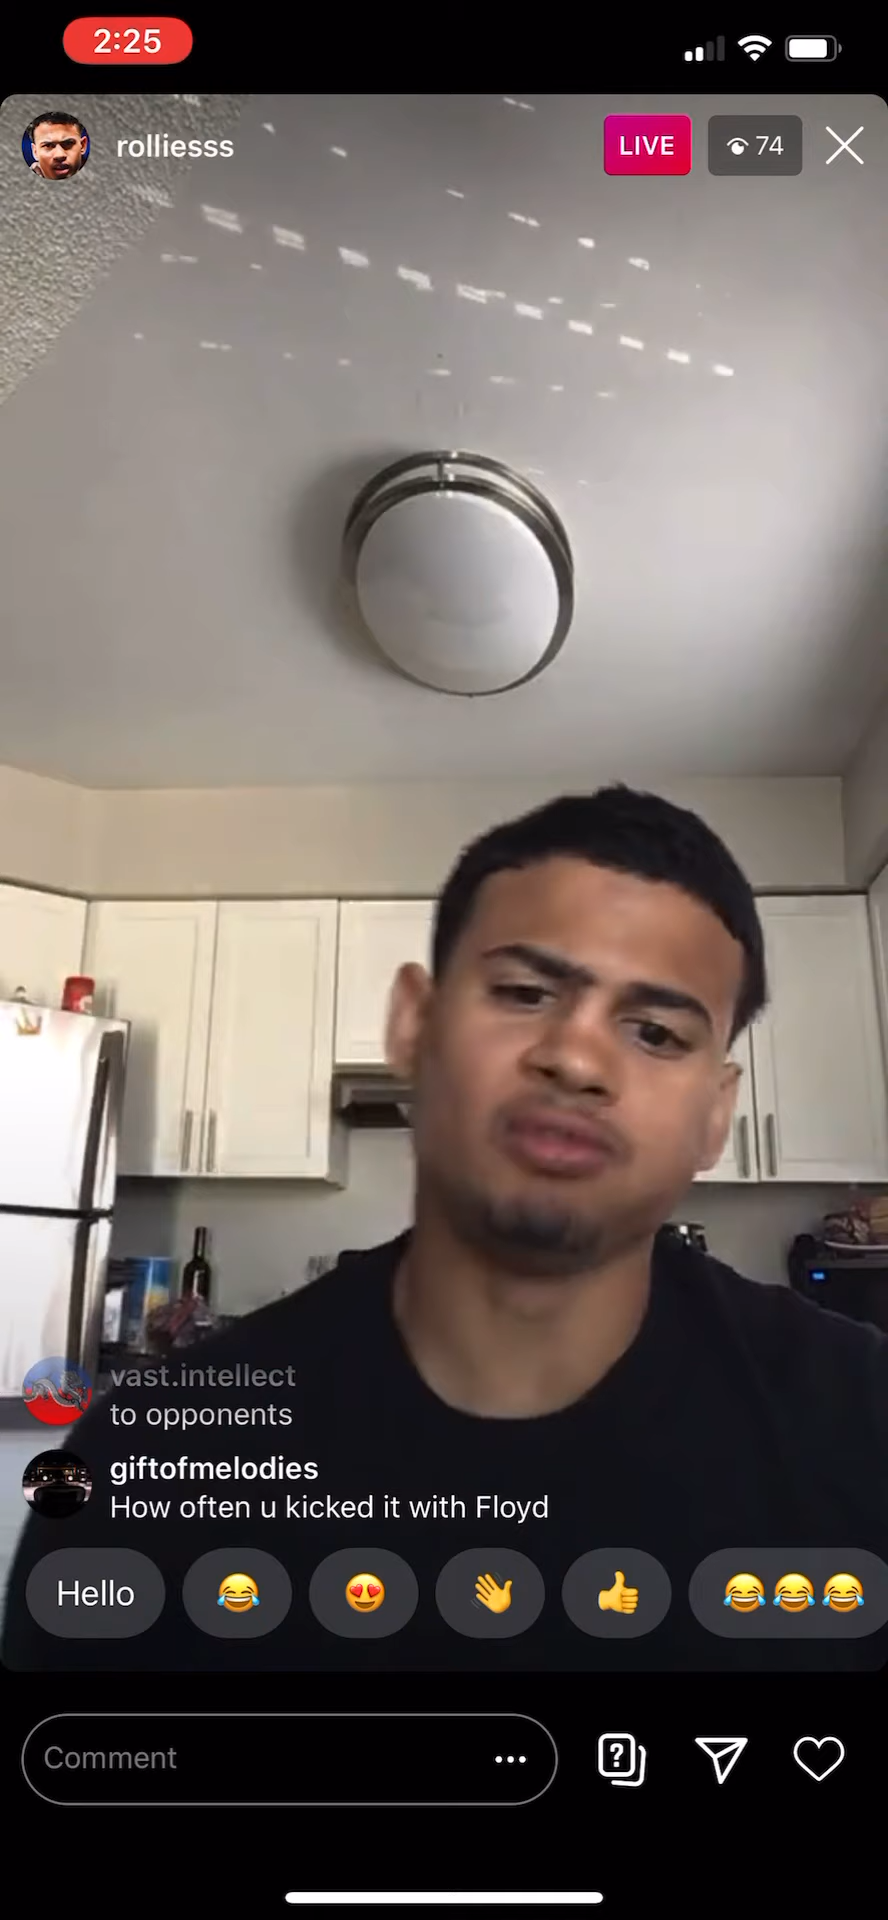 2:25
rolliesss
LIVE
74
vast.intellect
to opponents
giftofmelodies
How often u kicked it with Floyd
Hello
Comment